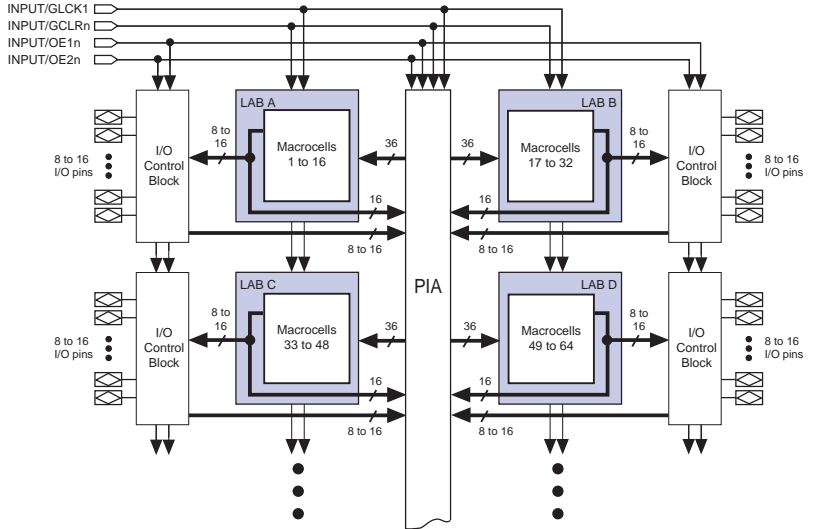 INPUT/GLCK1
INPUT/GCLRn
INPUT/OE1n
INPUT/OE2n
LAB A
LAB B
8 to
16
Macrocells
1 to 16
36
36
Macrocells
17 to 32
8 to
16
8 to 16
I/O pins
I/O
Control
Block
I/O
Control
Block
8 to 16
I/O pins
16
16
8 to 16
8 to 16
PIA
LAB C
LAB D
8 to
16
Macrocells
33 to 48
36
36
Macrocells
49 to 64
8 to
16
8 to 16
I/O pins
I/O
Control
Block
I/O
Control
Block
8 to 16
I/O pins
16
16
8 to 16
8 to 16